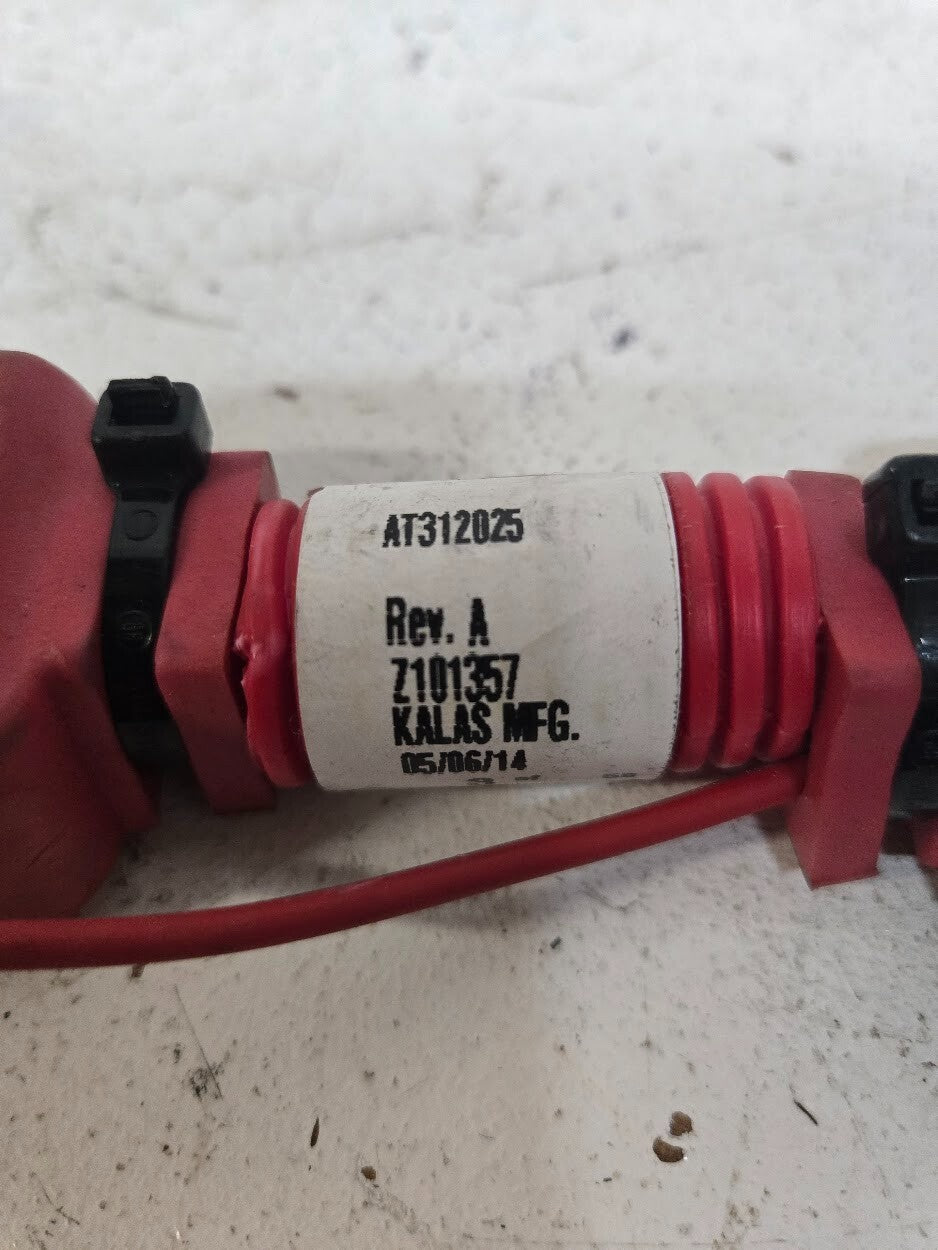 AT312025
Rev. A
Z101357
KALAS MFG.
05/06/14